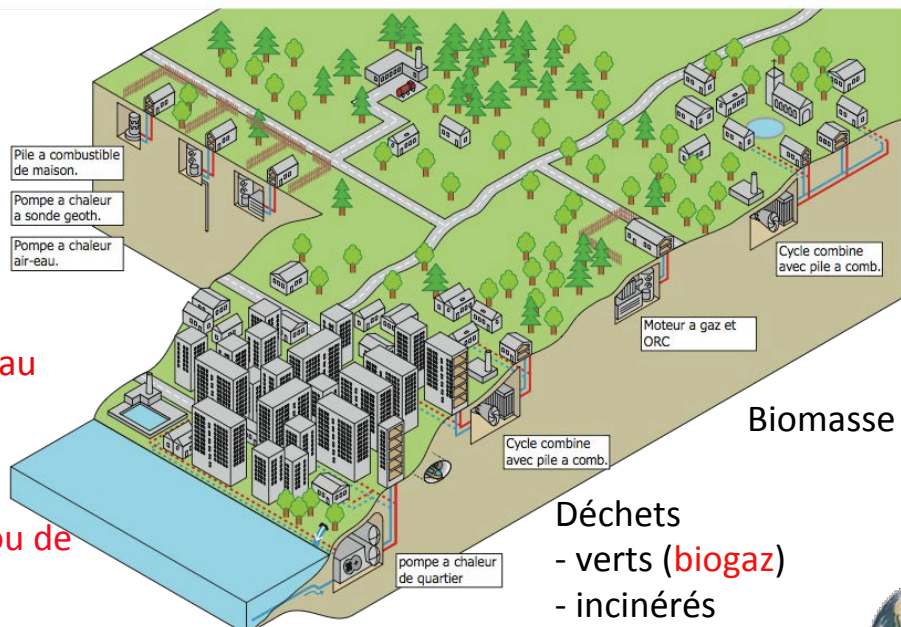 Pile a combustible
de maison.
Pompe a chaleur
a sonde geoth.
Pompe a chaleur
air-eau.
Cycle combine
avec pile a comb.
Moteur a gaz et
ORC
au
Biomasse
Cycle combine
avec pile a comb.
ou de
pompe a chaleur
de quartier
Déchets
- verts (biogaz)
- incinérés